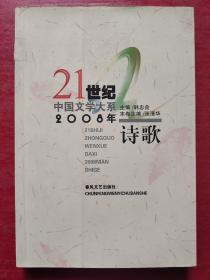 21世纪
中国文学大系
2008年
主编/韩忠良
本卷主编/张清华
诗歌
21SHIJI
ZHONGGUO
WENXUE
DAXI
2008NIAN
SHIGE
春风文艺出版社
CHUNFENGWENYICHUBANSHE